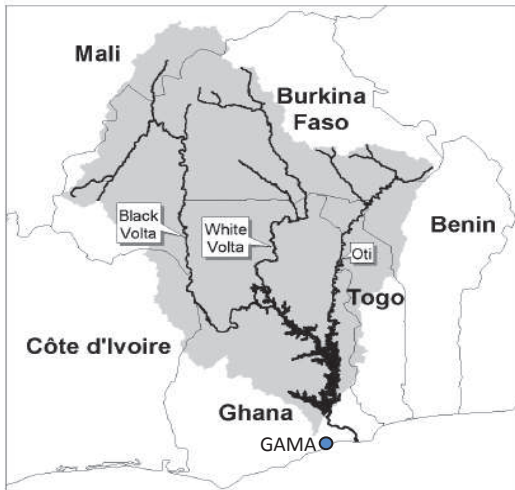 Mali
Burkina
Faso
Black
Volta
White
Volta
Oti
Benin
Togo
Côte d'Ivoire
Ghana
GAMA